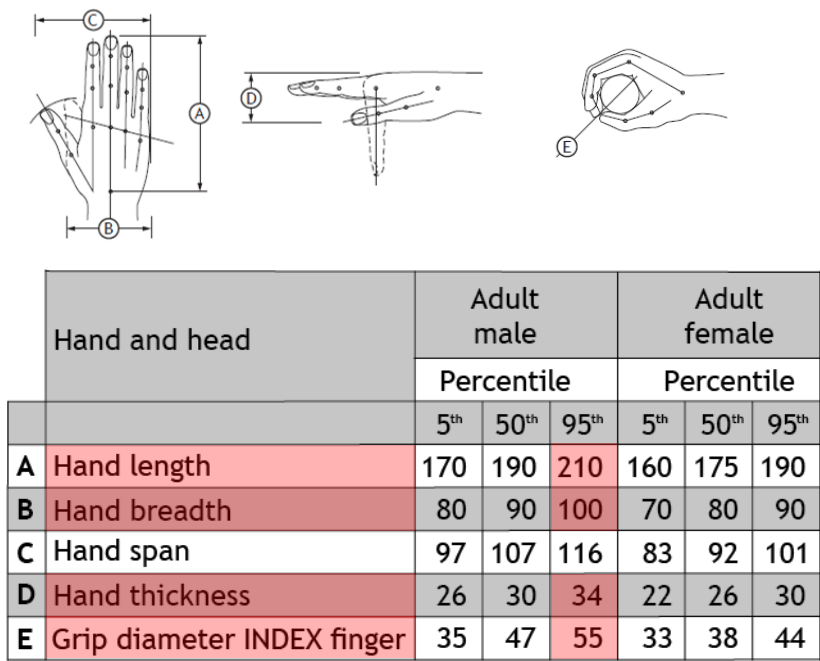 C
A
B
D
E
Hand and head
Adult male
Adult female
Percentile
Percentile
5th 50th 95th 5th 50th 95th
A Hand length 170 190 210 160 175 190
B Hand breadth 80 90 100 70 80 90
C Hand span 97 107 116 83 92 101
D Hand thickness 26 30 34 22 26 30
E Grip diameter INDEX finger 35 47 55 33 38 44